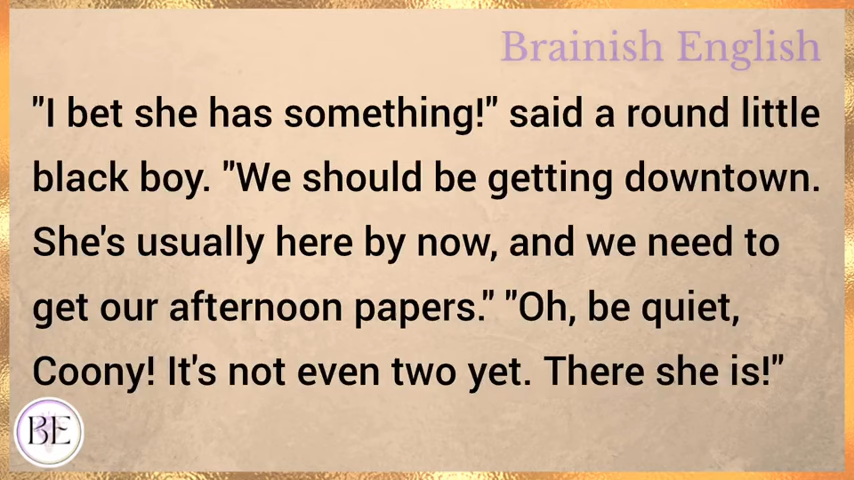 Brainish English
"I bet she has something!" said a round little
black boy. "We should be getting downtown.
She's usually here by now, and we need to
get our afternoon papers." "Oh, be quiet,
Coony! It's not even two yet. There she is!"
BE